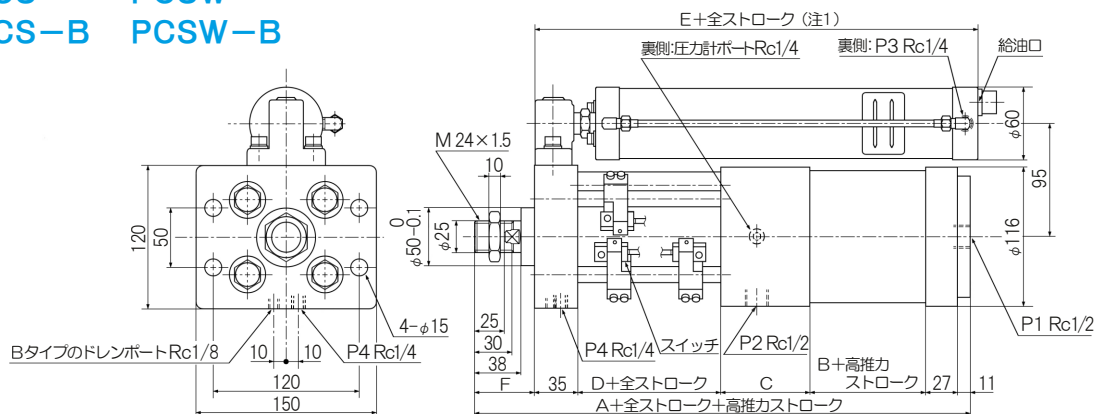 PCSW
CS－B PCSW－B
E＋全ストローク（注1）
裏側:圧力計ポートRc1/4
裏側:P3 Rc1/4
給油口
φ60
95
φ116
M 24×1.5
10
0
φ50-0.1
φ25
120
50
25
30
38
4-φ15
P1 Rc1/2
BタイプのドレンポートRc1/8
10
10
P4 Rc1/4
P4 Rc1/4
スイッチ
P2 Rc1/2
B＋高推力
ストローク
120
150
F
35
D＋全ストローク
C
27
11
A＋全ストローク＋高推力ストローク